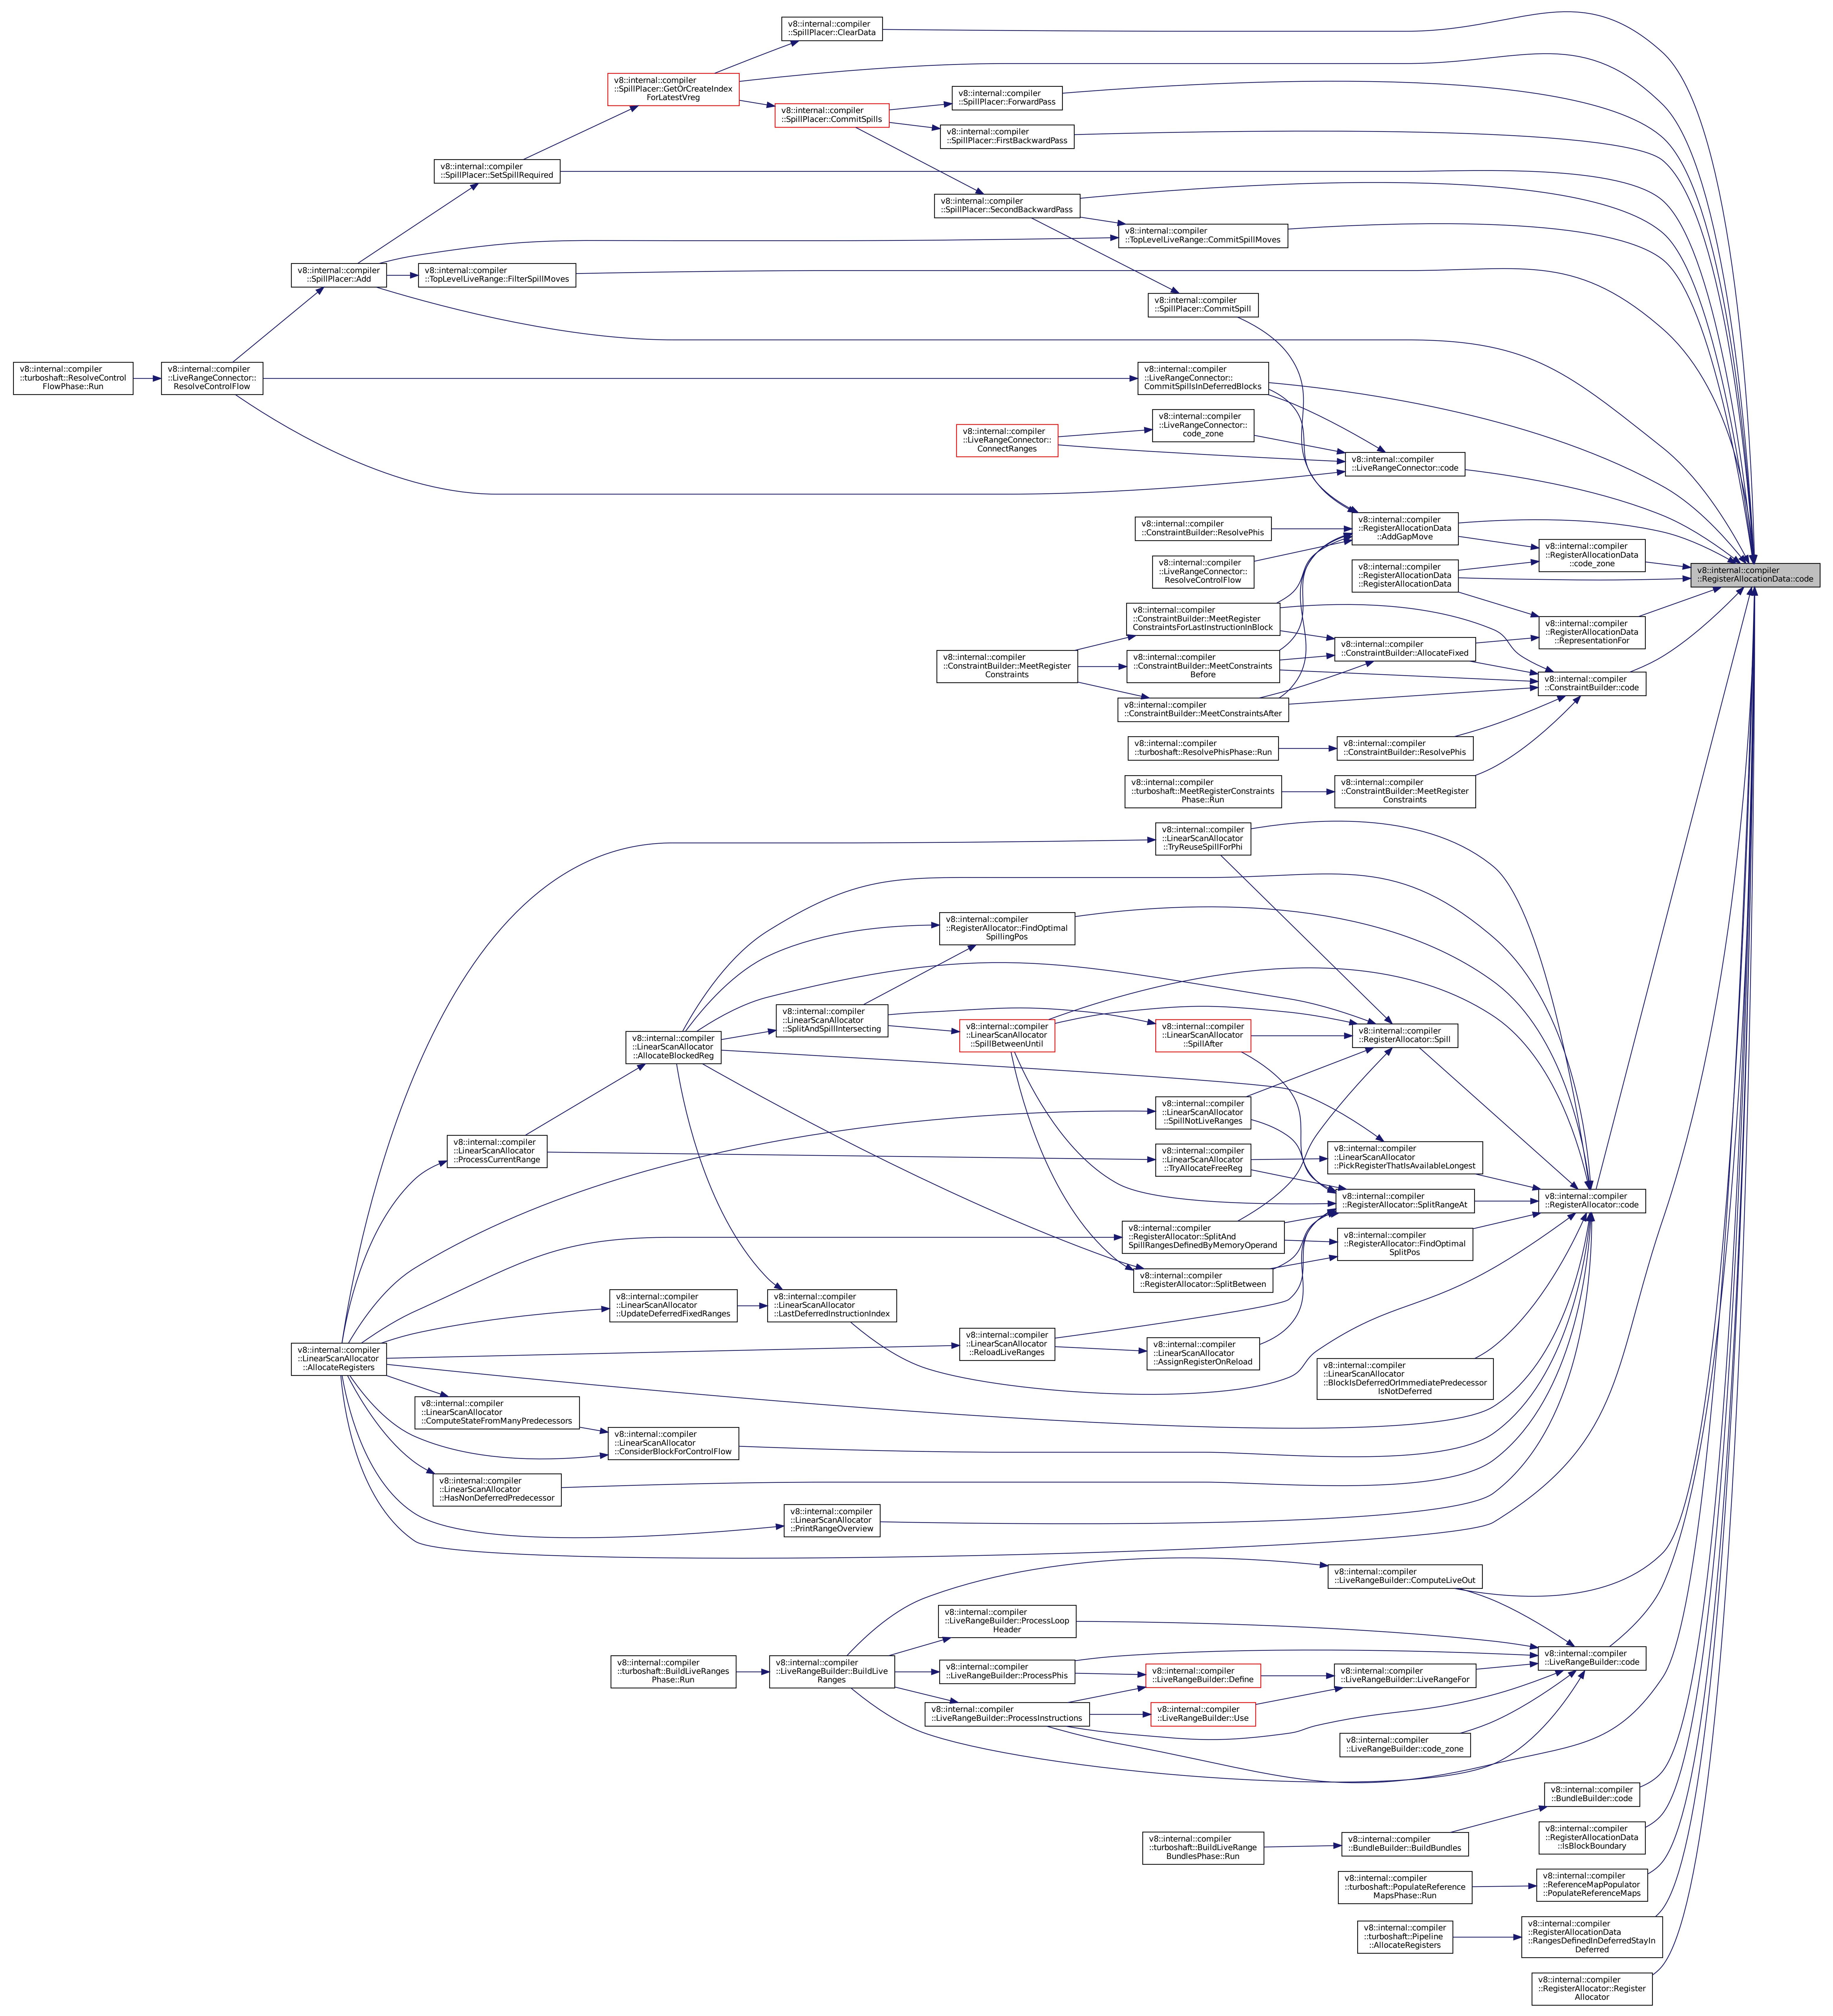 v8::internal::compiler
::SpillPlacer::ClearData
v8::internal::compiler
::SpillPlacer::GetOrCreateIndex
ForLatestVreg
v8::internal::compiler
::SpillPlacer::ForwardPass
v8::internal::compiler
::SpillPlacer::CommitSpills
v8::internal::compiler
::SpillPlacer::FirstBackwardPass
v8::internal::compiler
::SpillPlacer::SetSpillRequired
v8::internal::compiler
::SpillPlacer::SecondBackwardPass
v8::internal::compiler
::TopLevelLiveRange::CommitSpillMoves
v8::internal::compiler
::SpillPlacer::Add
v8::internal::compiler
::TopLevelLiveRange::FilterSpillMoves
v8::internal::compiler
::SpillPlacer::CommitSpill
v8::internal::compiler
::turboshaft::ResolveControl
FlowPhase::Run
v8::internal::compiler
::LiveRangeConnector::
ResolveControlFlow
v8::internal::compiler
::LiveRangeConnector::
CommitSpillsInDeferredBlocks
v8::internal::compiler
::LiveRangeConnector::
code_zone
v8::internal::compiler
::LiveRangeConnector::
ConnectRanges
v8::internal::compiler
::LiveRangeConnector::code
v8::internal::compiler
::ConstraintBuilder::ResolvePhis
v8::internal::compiler
::RegisterAllocationData
::AddGapMove
v8::internal::compiler
::RegisterAllocationData
::code_zone
v8::internal::compiler
::LiveRangeConnector::
ResolveControlFlow
v8::internal::compiler
::RegisterAllocationData
::RegisterAllocationData
v8::internal::compiler
::RegisterAllocationData::code
v8::internal::compiler
::ConstraintBuilder::MeetRegister
ConstraintsForLastInstructionInBlock
v8::internal::compiler
::RegisterAllocationData
::RepresentationFor
v8::internal::compiler
::ConstraintBuilder::AllocateFixed
v8::internal::compiler
::ConstraintBuilder::MeetRegister
Constraints
v8::internal::compiler
::ConstraintBuilder::MeetConstraints
Before
v8::internal::compiler
::ConstraintBuilder::code
v8::internal::compiler
::ConstraintBuilder::MeetConstraintsAfter
v8::internal::compiler
::turboshaft::ResolvePhisPhase::Run
v8::internal::compiler
::ConstraintBuilder::ResolvePhis
v8::internal::compiler
::turboshaft::MeetRegisterConstraints
Phase::Run
v8::internal::compiler
::ConstraintBuilder::MeetRegister
Constraints
v8::internal::compiler
::LinearScanAllocator
::TryReuseSpillForPhi
v8::internal::compiler
::RegisterAllocator::FindOptimal
SpillingPos
v8::internal::compiler
::LinearScanAllocator
::SplitAndSpillIntersecting
v8::internal::compiler
::LinearScanAllocator
::AllocateBlockedReg
v8::internal::compiler
::LinearScanAllocator
::SpillBetweenUntil
v8::internal::compiler
::LinearScanAllocator
::SpillAfter
v8::internal::compiler
::RegisterAllocator::Spill
v8::internal::compiler
::LinearScanAllocator
::SpillNotLiveRanges
v8::internal::compiler
::LinearScanAllocator
::ProcessCurrentRange
v8::internal::compiler
::LinearScanAllocator
::TryAllocateFreeReg
v8::internal::compiler
::LinearScanAllocator
::PickRegisterThatIsAvailableLongest
v8::internal::compiler
::RegisterAllocator::SplitRangeAt
v8::internal::compiler
::RegisterAllocator::code
v8::internal::compiler
::RegisterAllocator::SplitAnd
SpillRangesDefinedByMemoryOperand
v8::internal::compiler
::RegisterAllocator::FindOptimal
SplitPos
v8::internal::compiler
::RegisterAllocator::SplitBetween
v8::internal::compiler
::LinearScanAllocator
::UpdateDeferredFixedRanges
v8::internal::compiler
::LinearScanAllocator
::LastDeferredInstructionIndex
v8::internal::compiler
::LinearScanAllocator
::AllocateRegisters
v8::internal::compiler
::LinearScanAllocator
::ReloadLiveRanges
v8::internal::compiler
::LinearScanAllocator
::AssignRegisterOnReload
v8::internal::compiler
::LinearScanAllocator
::BlockIsDeferredOrImmediatePredecessor
IsNotDeferred
v8::internal::compiler
::LinearScanAllocator
::ComputeStateFromManyPredecessors
v8::internal::compiler
::LinearScanAllocator
::ConsiderBlockForControlFlow
v8::internal::compiler
::LinearScanAllocator
::HasNonDeferredPredecessor
v8::internal::compiler
::LinearScanAllocator
::PrintRangeOverview
v8::internal::compiler
::LiveRangeBuilder::ComputeLiveOut
v8::internal::compiler
::LiveRangeBuilder::ProcessLoop
Header
v8::internal::compiler
::LiveRangeBuilder::code
v8::internal::compiler
::turboshaft::BuildLiveRanges
Phase::Run
v8::internal::compiler
::LiveRangeBuilder::BuildLive
Ranges
v8::internal::compiler
::LiveRangeBuilder::ProcessPhis
v8::internal::compiler
::LiveRangeBuilder::Define
v8::internal::compiler
::LiveRangeBuilder::LiveRangeFor
v8::internal::compiler
::LiveRangeBuilder::ProcessInstructions
v8::internal::compiler
::LiveRangeBuilder::Use
v8::internal::compiler
::LiveRangeBuilder::code_zone
v8::internal::compiler
::BundleBuilder::code
v8::internal::compiler
::turboshaft::BuildLiveRange
BundlesPhase::Run
v8::internal::compiler
::BundleBuilder::BuildBundles
v8::internal::compiler
::RegisterAllocationData
::IsBlockBoundary
v8::internal::compiler
::turboshaft::PopulateReference
MapsPhase::Run
v8::internal::compiler
::ReferenceMapPopulator
::PopulateReferenceMaps
v8::internal::compiler
::turboshaft::Pipeline
::AllocateRegisters
v8::internal::compiler
::RegisterAllocationData
::RangesDefinedInDeferredStayIn
Deferred
v8::internal::compiler
::RegisterAllocator::Register
Allocator